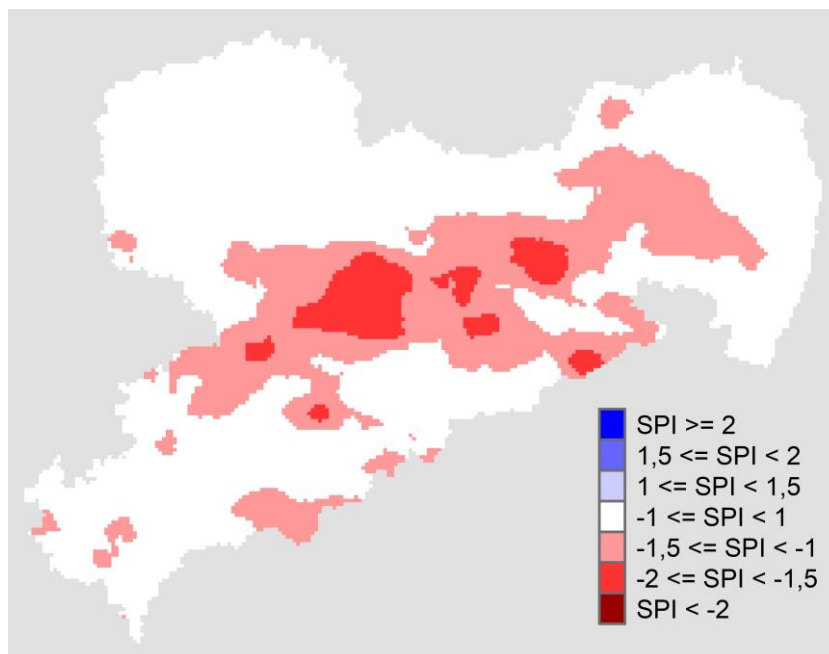 SPI >= 2
1,5 <= SPI < 2
1 <= SPI < 1,5
-1 <= SPI < 1
-1,5 <= SPI < -1
-2 <= SPI < -1,5
SPI < -2